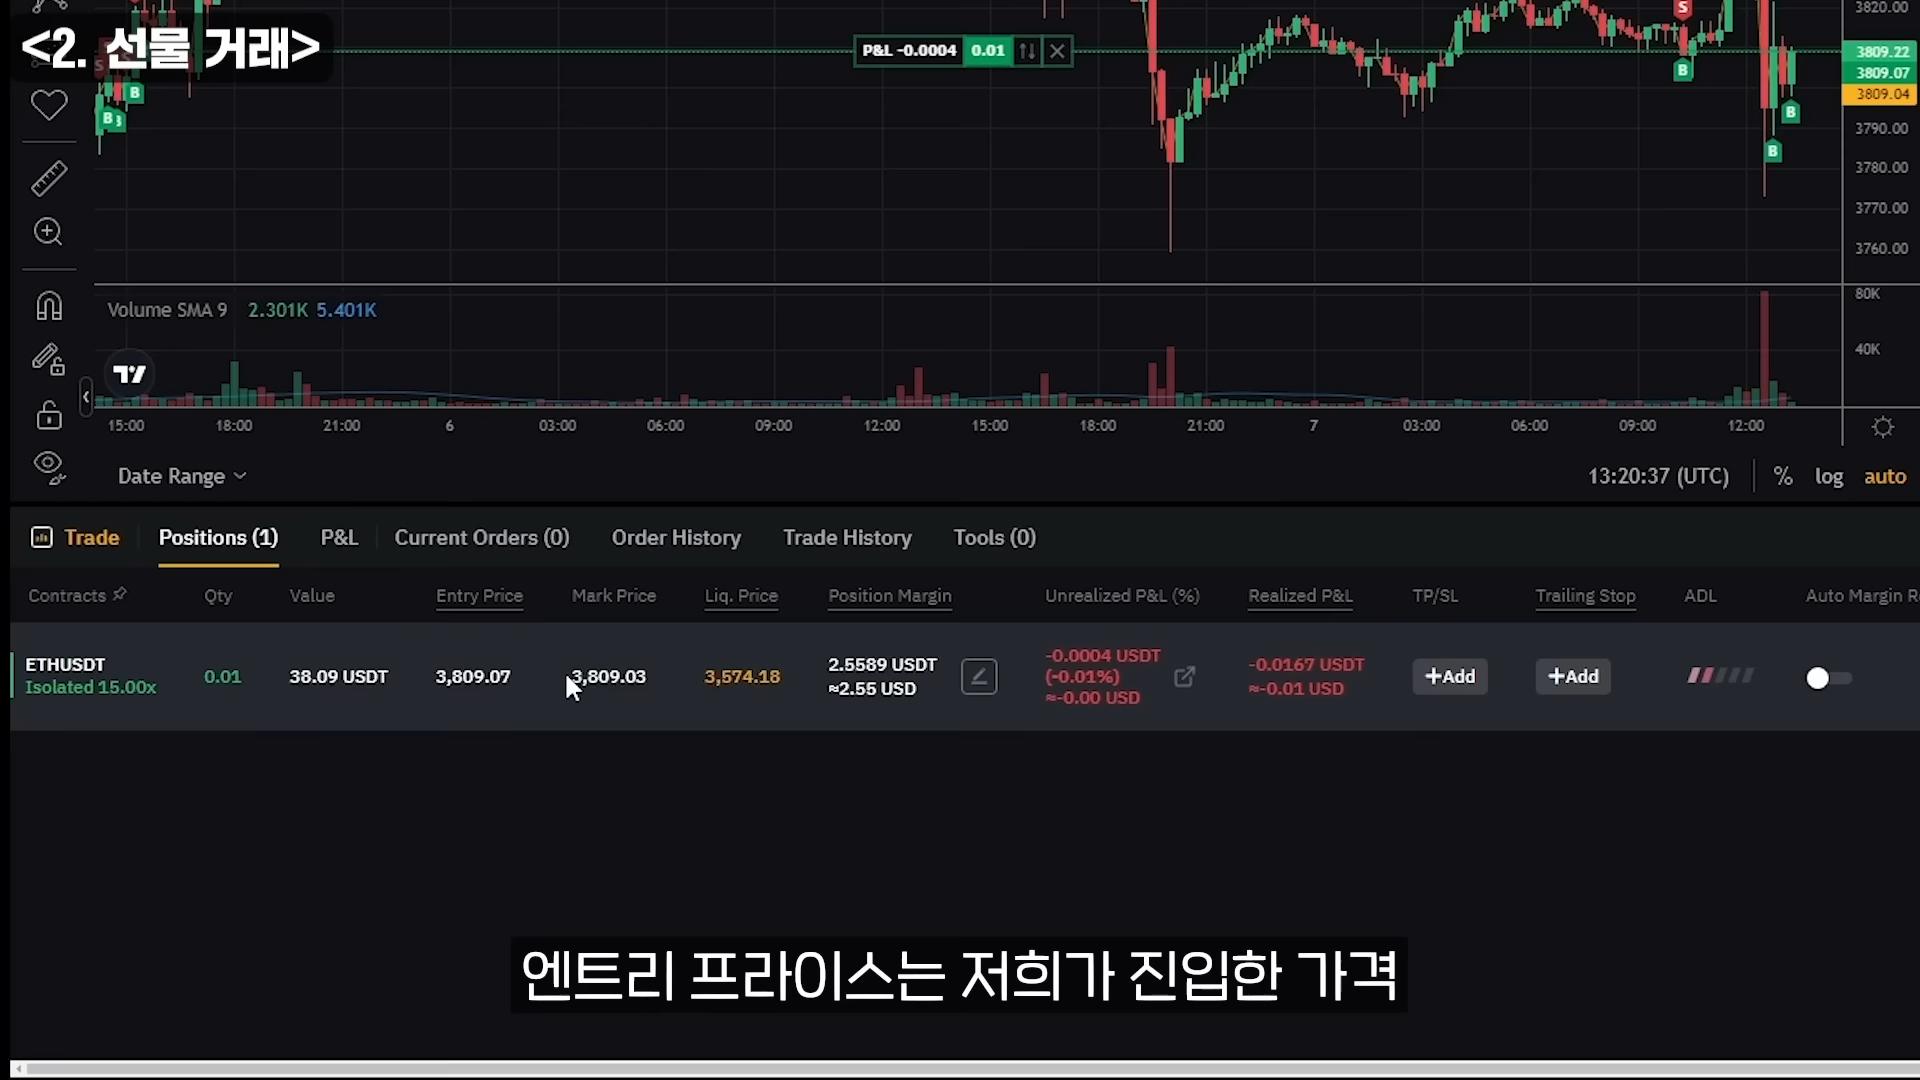 <2. 선물 거래>
P&L -0.0004 0.01
S
B
B
B
B
B
3820.00
3809.22
3809.07
3809.04
3790.00
3780.00
3770.00
3760.00
Volume SMA 9 2.301K 5.401K
80K
40K
15:00 18:00 21:00 6 03:00 06:00 09:00 12:00 15:00 18:00 21:00 7 03:00 06:00 09:00 12:00
Date Range 13:20:37 (UTC) % log auto
Trade Positions (1) P&L Current Orders (0) Order History Trade History Tools (0)
Contracts Qty Value Entry Price Mark Price Liq. Price Position Margin Unrealized P&L (%) Realized P&L TP/SL Trailing Stop ADL Auto Margin R
ETHUSDT
Isolated 15.00x
0.01 38.09 USDT 3,809.07 3,809.03 3,574.18
2.5589 USDT
≈2.55 USD
-0.0004 USDT
(-0.01%)
≈-0.00 USD
-0.0167 USDT
≈-0.01 USD
+Add +Add
엔트리 프라이스는 저희가 진입한 가격